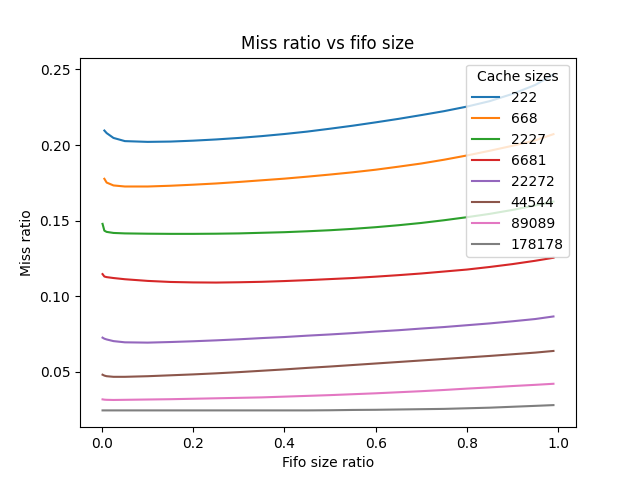 Miss ratio vs fifo size
0.25
0.20
0.15
0.10
0.05
Miss ratio
Cache sizes
222
668
2227
6681
22272
44544
89089
178178
0.0 0.2 0.4 0.6 0.8 1.0
Fifo size ratio